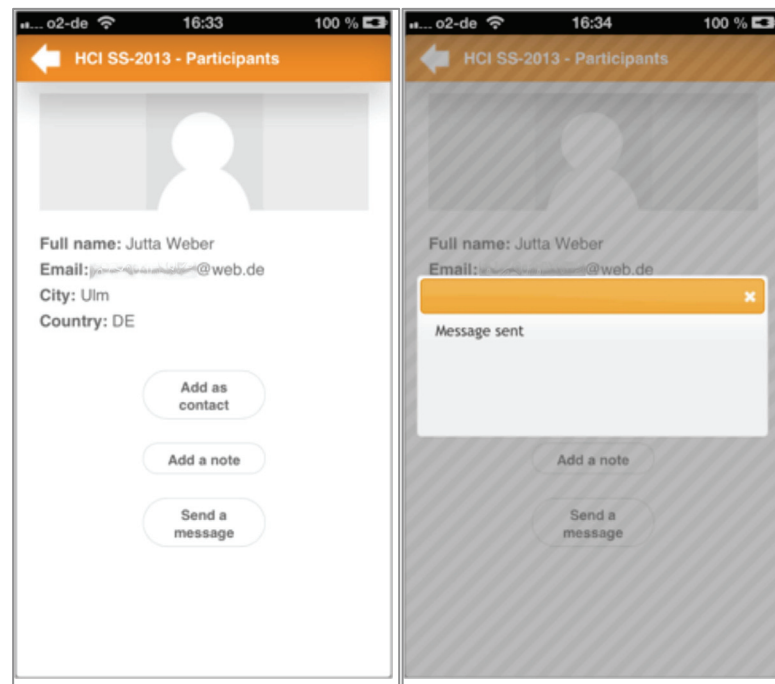 o2-de 16:33 100 %
HCI SS-2013 - Participants
Full name: Jutta Weber
Email: @web.de
City: Ulm
Country: DE
Add as
contact
Add a note
Send a
message
o2-de 16:34 100 %
HCI SS-2013 - Participants
Full name: Jutta Weber
Email: @web.de
Message sent
Add a note
Send a
message